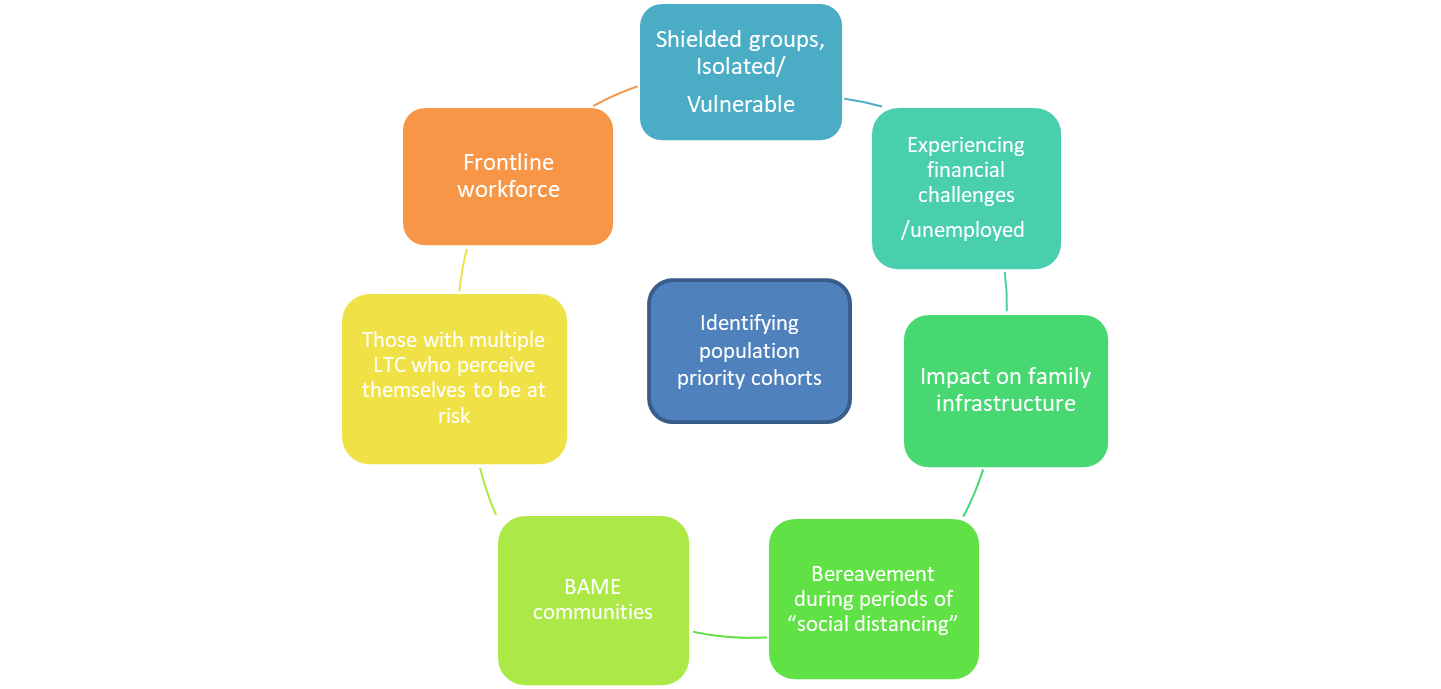 Shielded groups,
Isolated/
Vulnerable
Experiencing
financial
challenges
/unemployed
Impact on family
infrastructure
Bereavement
during periods of
“social distancing”
BAME
communities
Those with multiple
LTC who perceive
themselves to be at
risk
Frontline
workforce
Identifying
population
priority cohorts